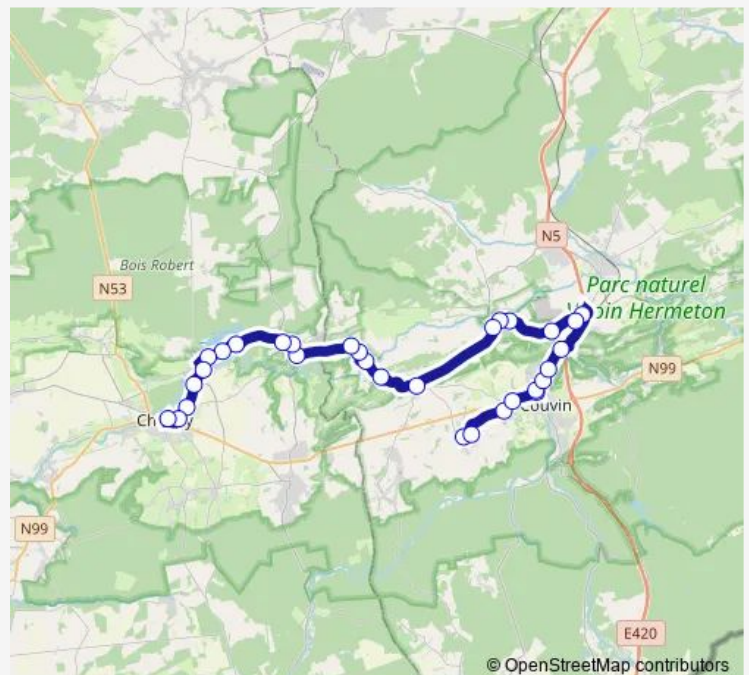 N5
Bois Robert
N53
Parc naturel
Hermeton
N99
Couvin
N99
E420
© OpenStreetMap contributors